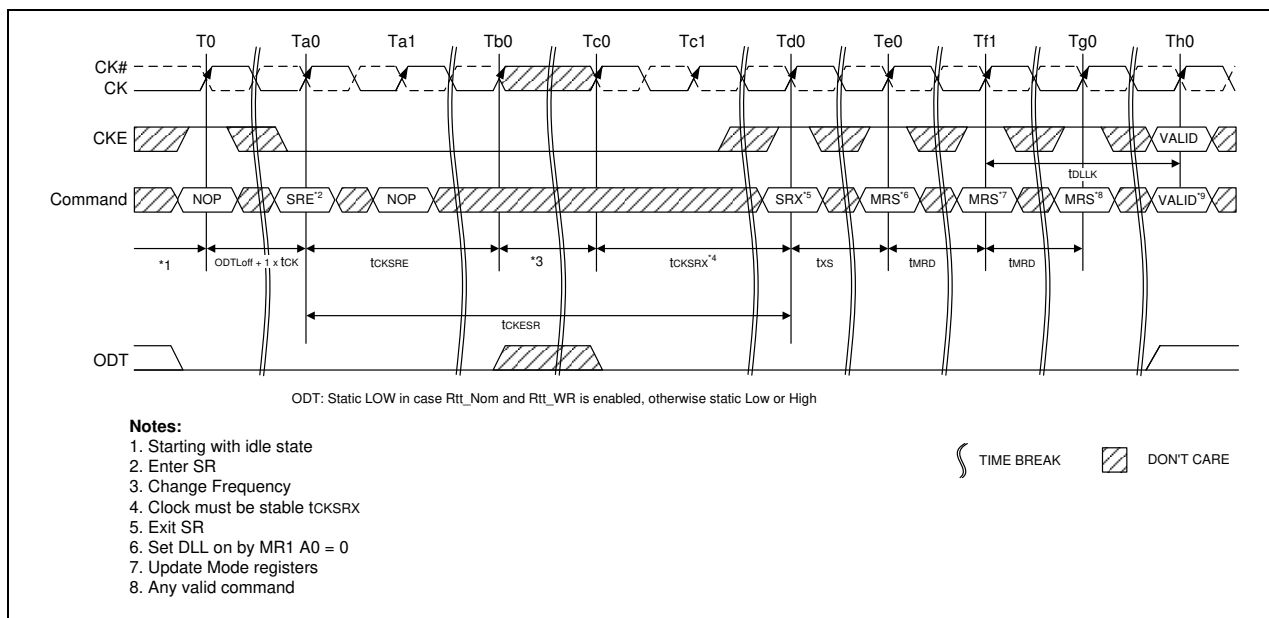 T0 Ta0 Ta1 Tb0 Tc0 Tc1 Td0 Te0 Tf1 Tg0 Th0
CK#
CK
CKE
VALID
tDLLK
Command NOP SRE*2 NOP SRX*5 MRS*6 MRS*7 MRS*8 VALID*9
*1 ODTLoff + 1 x tCK tCKSRE *3 tCKSRX*4 tXS tMRD tMRD
tCKESR
ODT
ODT: Static LOW in case Rtt_Nom and Rtt_WR is enabled, otherwise static Low or High
Notes:
1. Starting with idle state
2. Enter SR
3. Change Frequency
4. Clock must be stable tCKSRX
5. Exit SR
6. Set DLL on by MR1 A0 = 0
7. Update Mode registers
8. Any valid command
TIME BREAK DON'T CARE